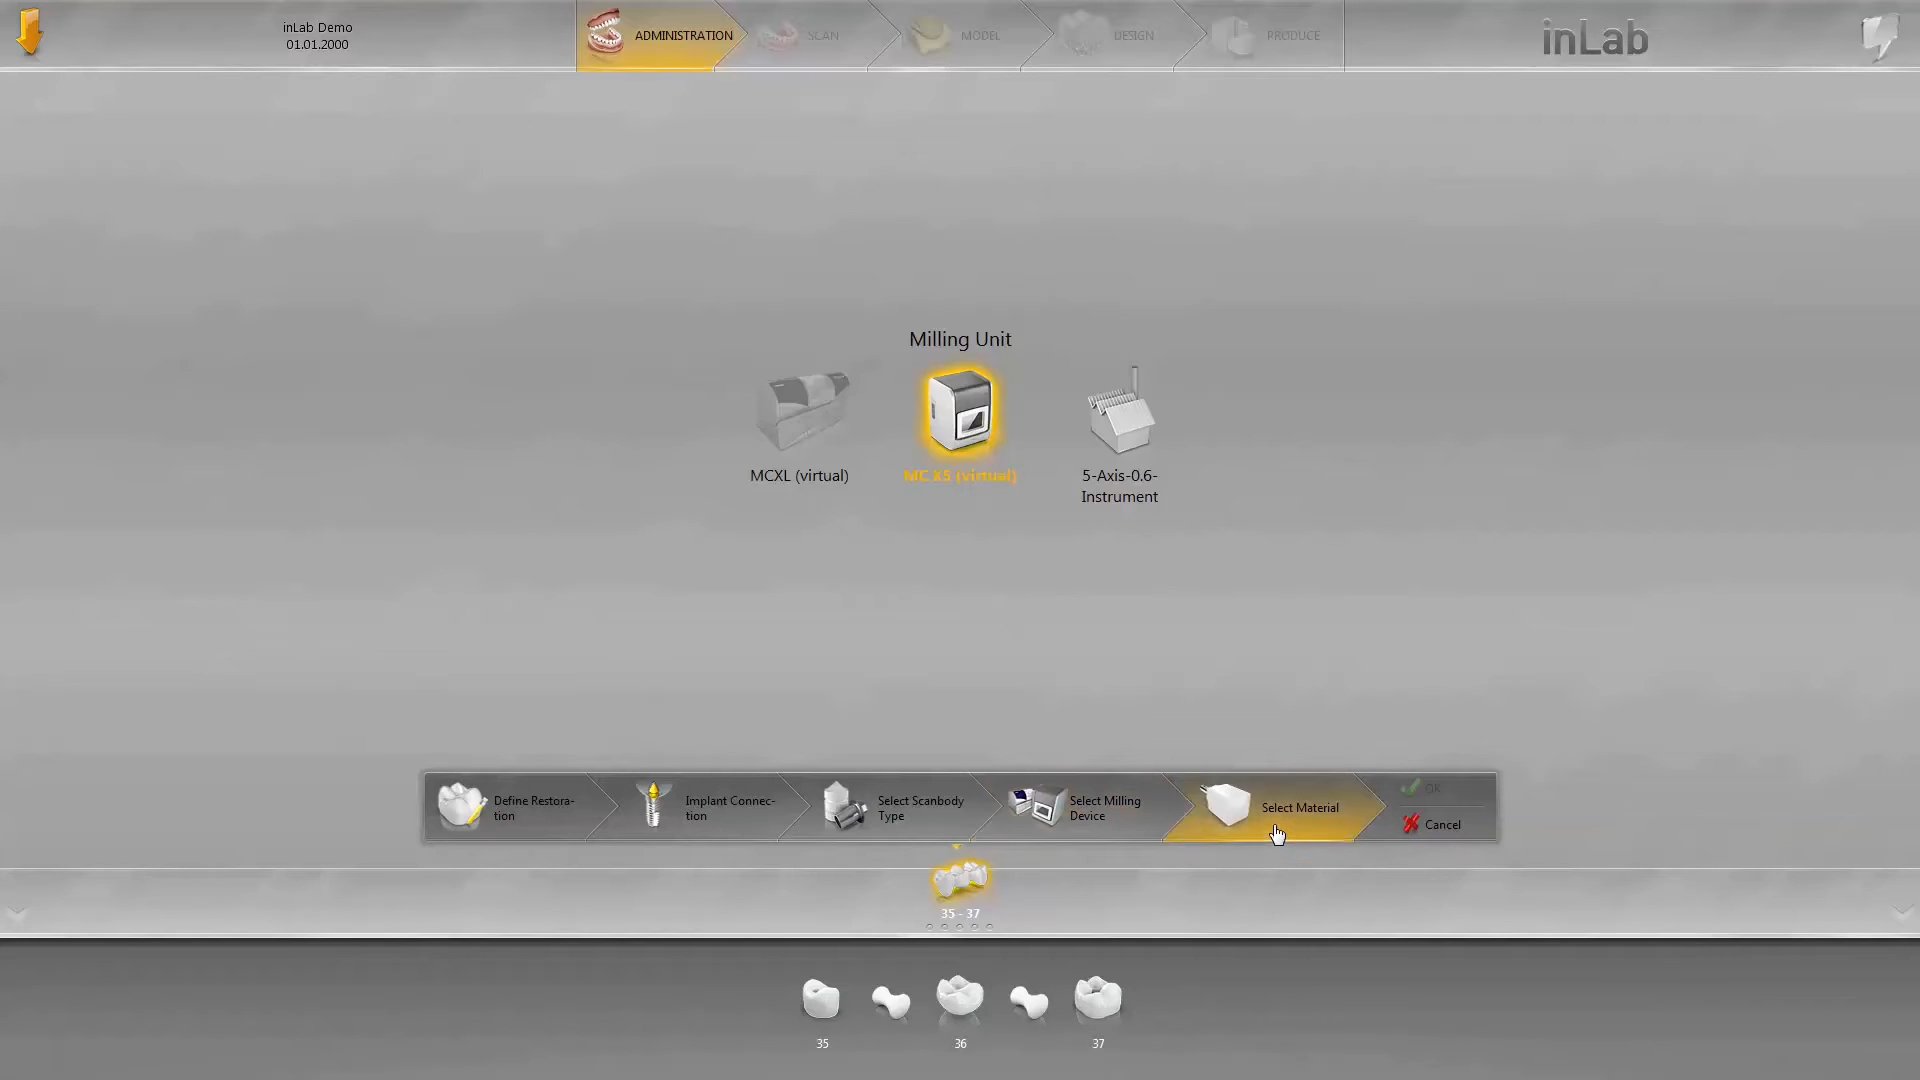 inLab Demo
01.01.2000
ADMINISTRATION
SCAN
MODEL
DESIGN
PRODUCE
inLab
Milling Unit
MCXL (virtual)
MC X5 (virtual)
5-Axis-0.6-
Instrument
Define Restora-
tion
Implant Connec-
tion
Select Scanbody
Type
Select Milling
Device
Select Material
OK
Cancel
35 - 37
35
36
37